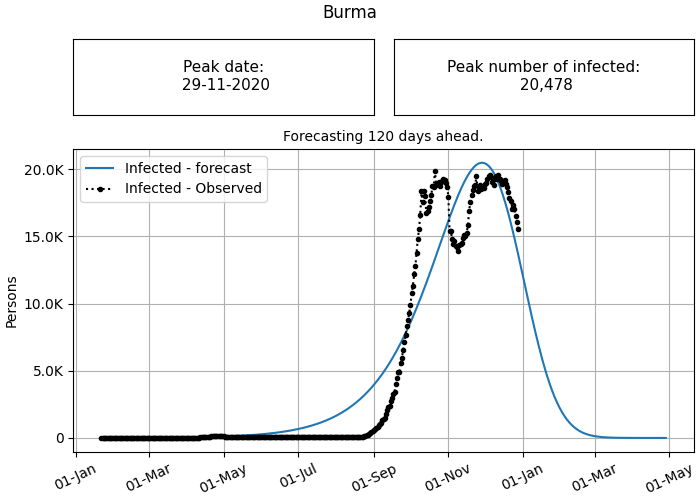 Burma
Peak date:
29-11-2020
Peak number of infected:
20,478
Forecasting 120 days ahead.
Infected - forecast
Infected - Observed
Persons
20.0K
15.0K
10.0K
5.0K
0
01-Jan
01-Mar
01-May
01-Jul
01-Sep
01-Nov
01-Jan
01-Mar
01-May